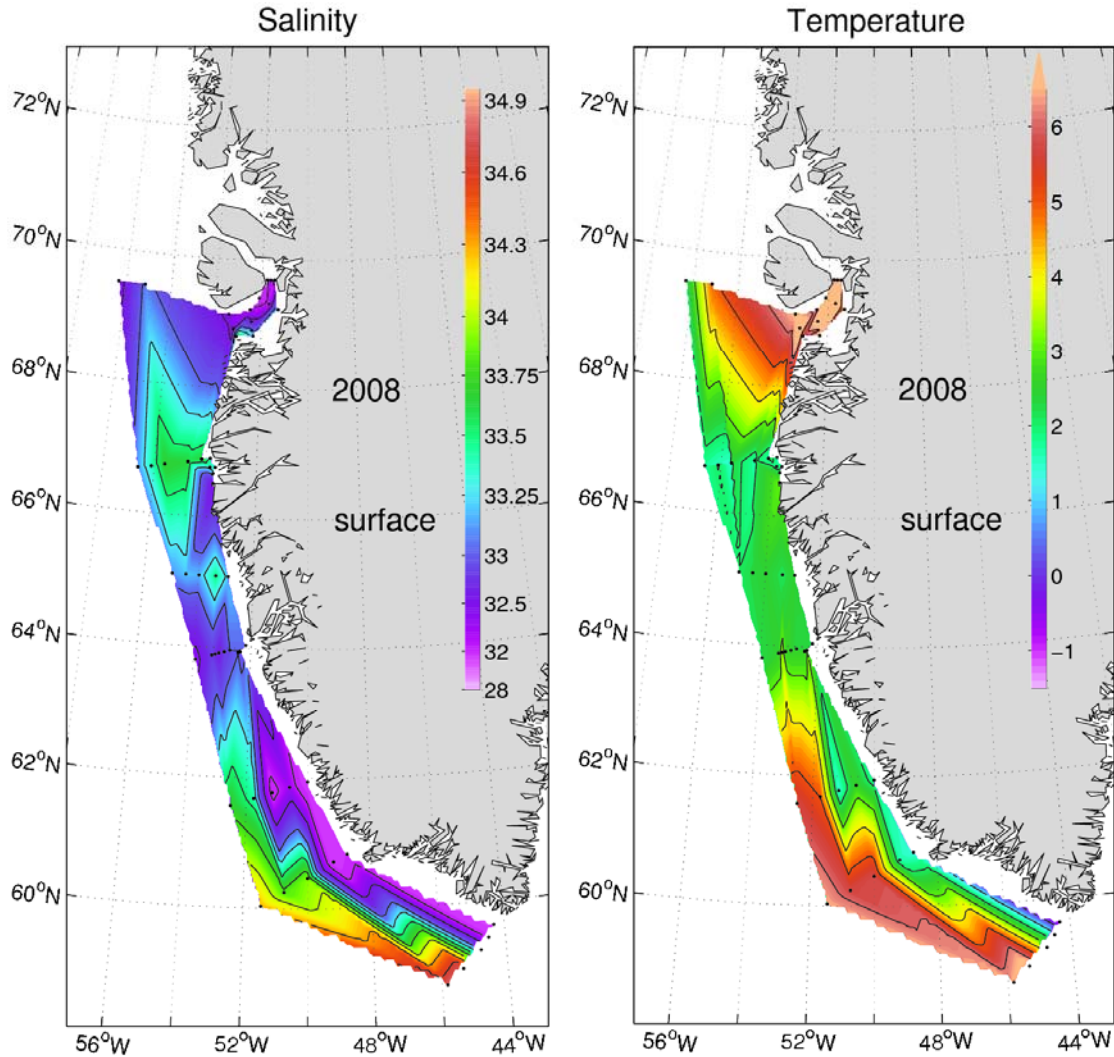 Salinity
Temperature
72°N
70°N
68°N
66°N
64°N
62°N
60°N
56°W
52°W
48°W
44°W
34.9
34.6
34.3
34
33.75
33.5
33.25
33
32.5
32
28
2008
surface
72°N
70°N
68°N
66°N
64°N
62°N
60°N
56°W
52°W
48°W
44°W
6
5
4
3
2
1
0
−1
2008
surface